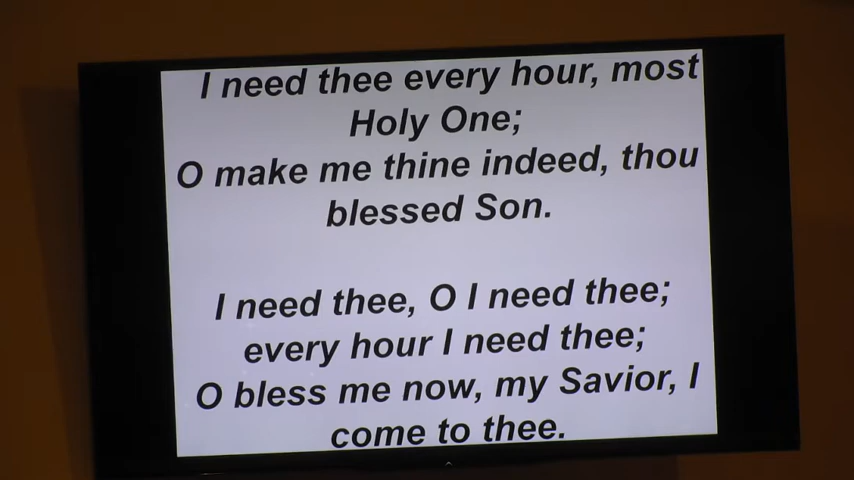 I need thee every hour, most
Holy One;
O make me thine indeed, thou
blessed Son.
I need thee, O I need thee;
every hour I need thee;
O bless me now, my Savior, I
come to thee.